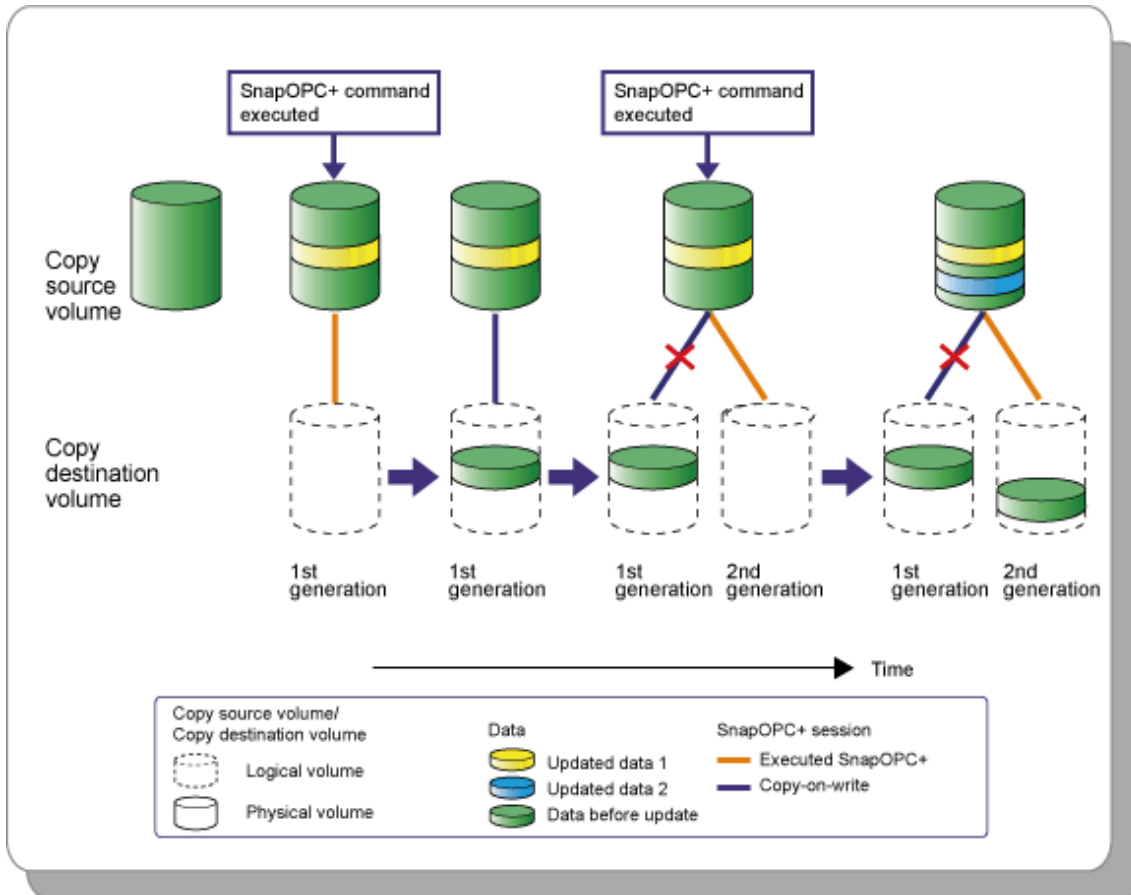 SnapOPC+ command
executed
SnapOPC+ command
executed
Copy
source
volume
Copy
destination
volume
1st
generation
1st
generation
1st
generation
2nd
generation
1st
generation
2nd
generation
Time
Copy source volume/
Copy destination volume
Logical volume
Physical volume
Data
Updated data 1
Updated data 2
Data before update
SnapOPC+ session
Executed SnapOPC+
Copy-on-write